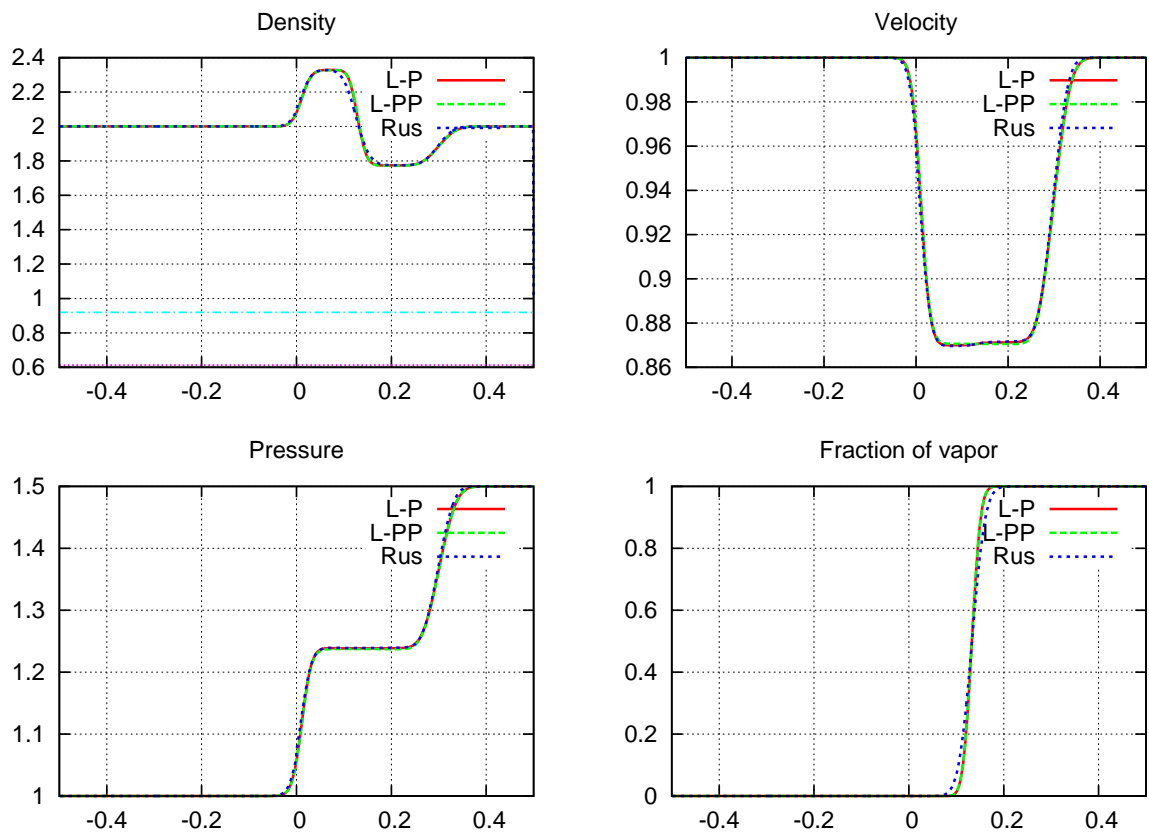 Density
2.4
2.2
2
1.8
1.6
1.4
1.2
1
0.8
0.6
-0.4 -0.2 0 0.2 0.4
L-P
L-PP
Rus
Velocity
1
0.98
0.96
0.94
0.92
0.9
0.88
0.86
-0.4 -0.2 0 0.2 0.4
L-P
L-PP
Rus
Pressure
1.5
1.4
1.3
1.2
1.1
1
-0.4 -0.2 0 0.2 0.4
L-P
L-PP
Rus
Fraction of vapor
1
0.8
0.6
0.4
0.2
0
-0.4 -0.2 0 0.2 0.4
L-P
L-PP
Rus